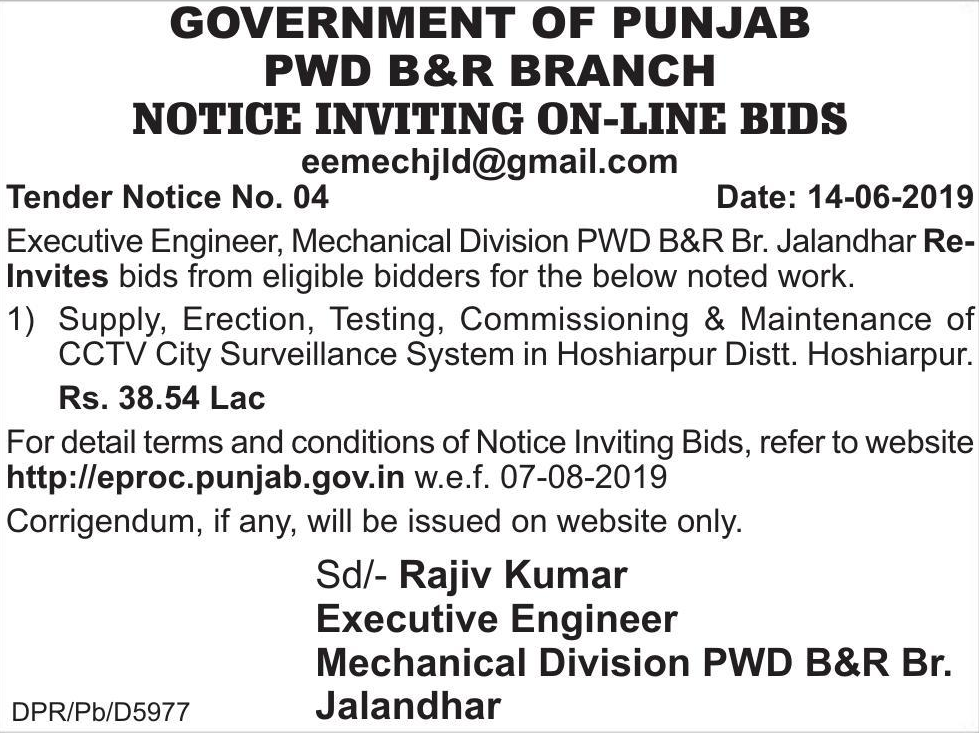 GOVERNMENT OF PUNJAB
PWD B&R BRANCH
NOTICE INVITING ON-LINE BIDS
eemechjld@gmail.com
Tender Notice No. 04 Date: 14-06-2019
Executive Engineer, Mechanical Division PWD B&R Br. Jalandhar Re-
Invites bids from eligible bidders for the below noted work.
1) Supply, Erection, Testing, Commissioning & Maintenance of
CCTV City Surveillance System in Hoshiarpur Distt. Hoshiarpur.
Rs. 38.54 Lac
For detail terms and conditions of Notice Inviting Bids, refer to website
http://eproc.punjab.gov.in w.e.f. 07-08-2019
Corrigendum, if any, will be issued on website only.
Sd/- Rajiv Kumar
Executive Engineer
Mechanical Division PWD B&R Br.
Jalandhar
DPR/Pb/D5977